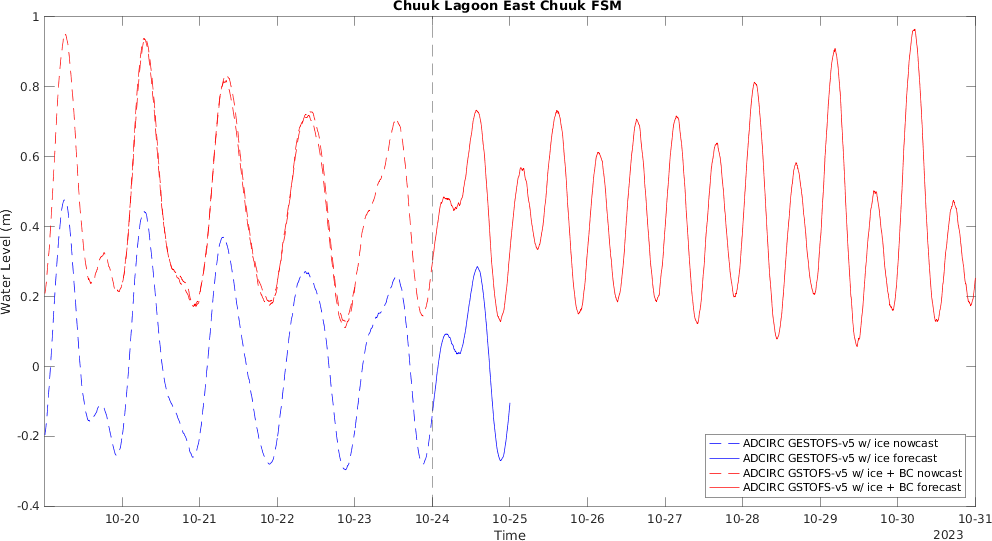 Chuuk Lagoon East Chuuk FSM
Water Level (m)
1
0.8
0.6
0.4
0.2
0
-0.2
-0.4
ADCIRC GESTOFS-v5 w/ ice nowcast
ADCIRC GESTOFS-v5 w/ ice forecast
ADCIRC GSTOFS-v5 w/ ice + BC nowcast
ADCIRC GSTOFS-v5 w/ ice + BC forecast
10-20 10-21 10-22 10-23 10-24 10-25 10-26 10-27 10-28 10-29 10-30 10-31
Time
2023